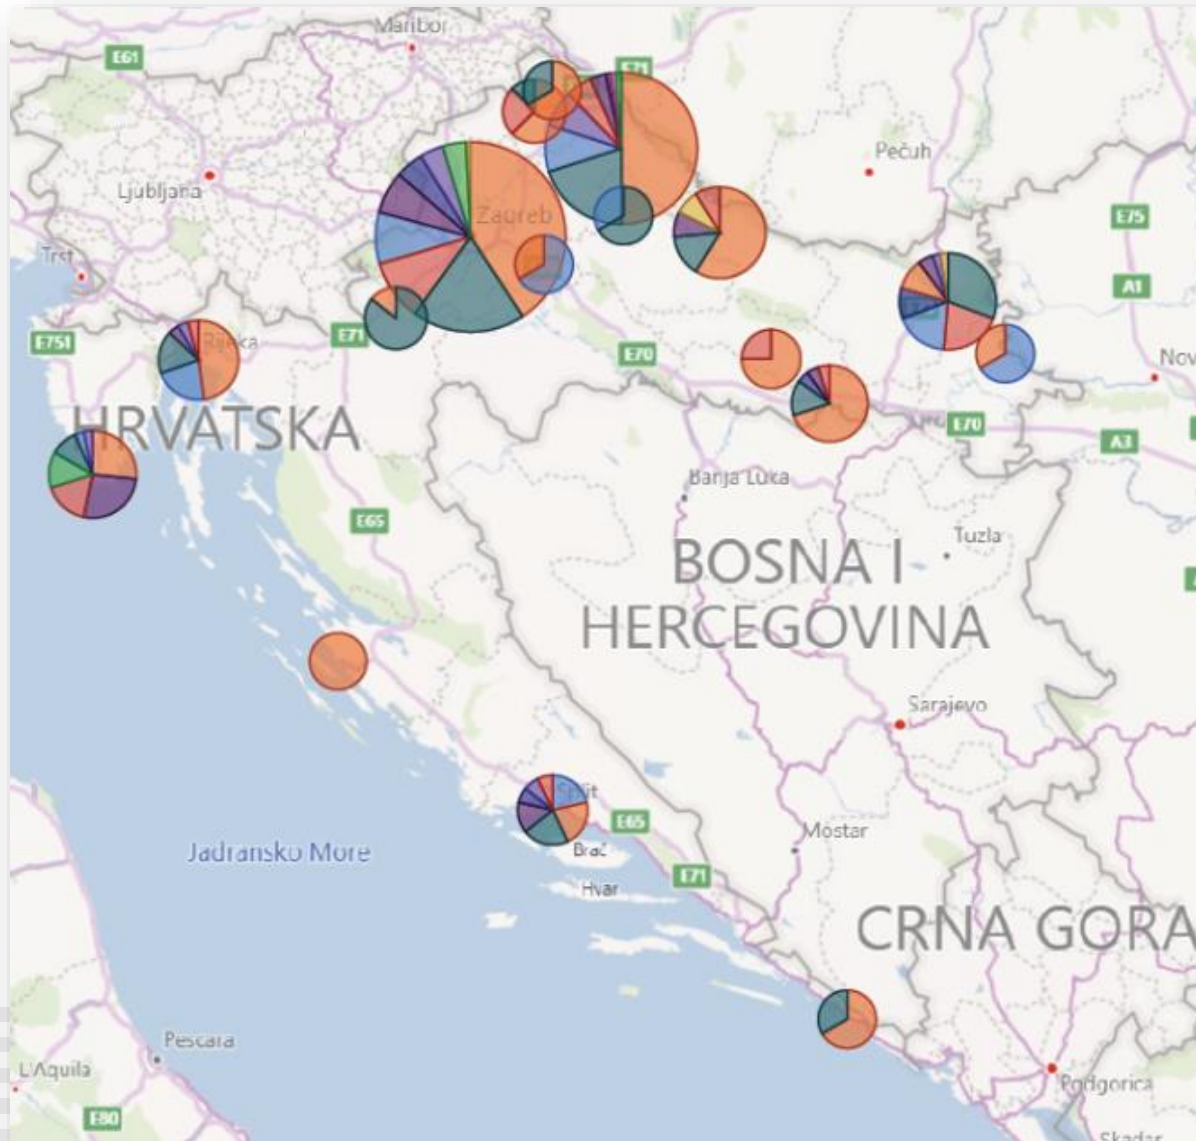 Maribor
E61
E71
Pečuh
Ljubljana
Zagreb
E75
Trst
A1
E751
Rijeka
E71
E70
Nov
HRVATSKA
E70
A3
Banja Luka
E65
Tuzla
BOSNA I
HERCEGOVINA
Sarajevo
Split
E65
Mostar
Jadransko More
Brač
Hvar
E71
CRNA GORA
Pescara
L'Aquila
Podgorica
E80
Skadar